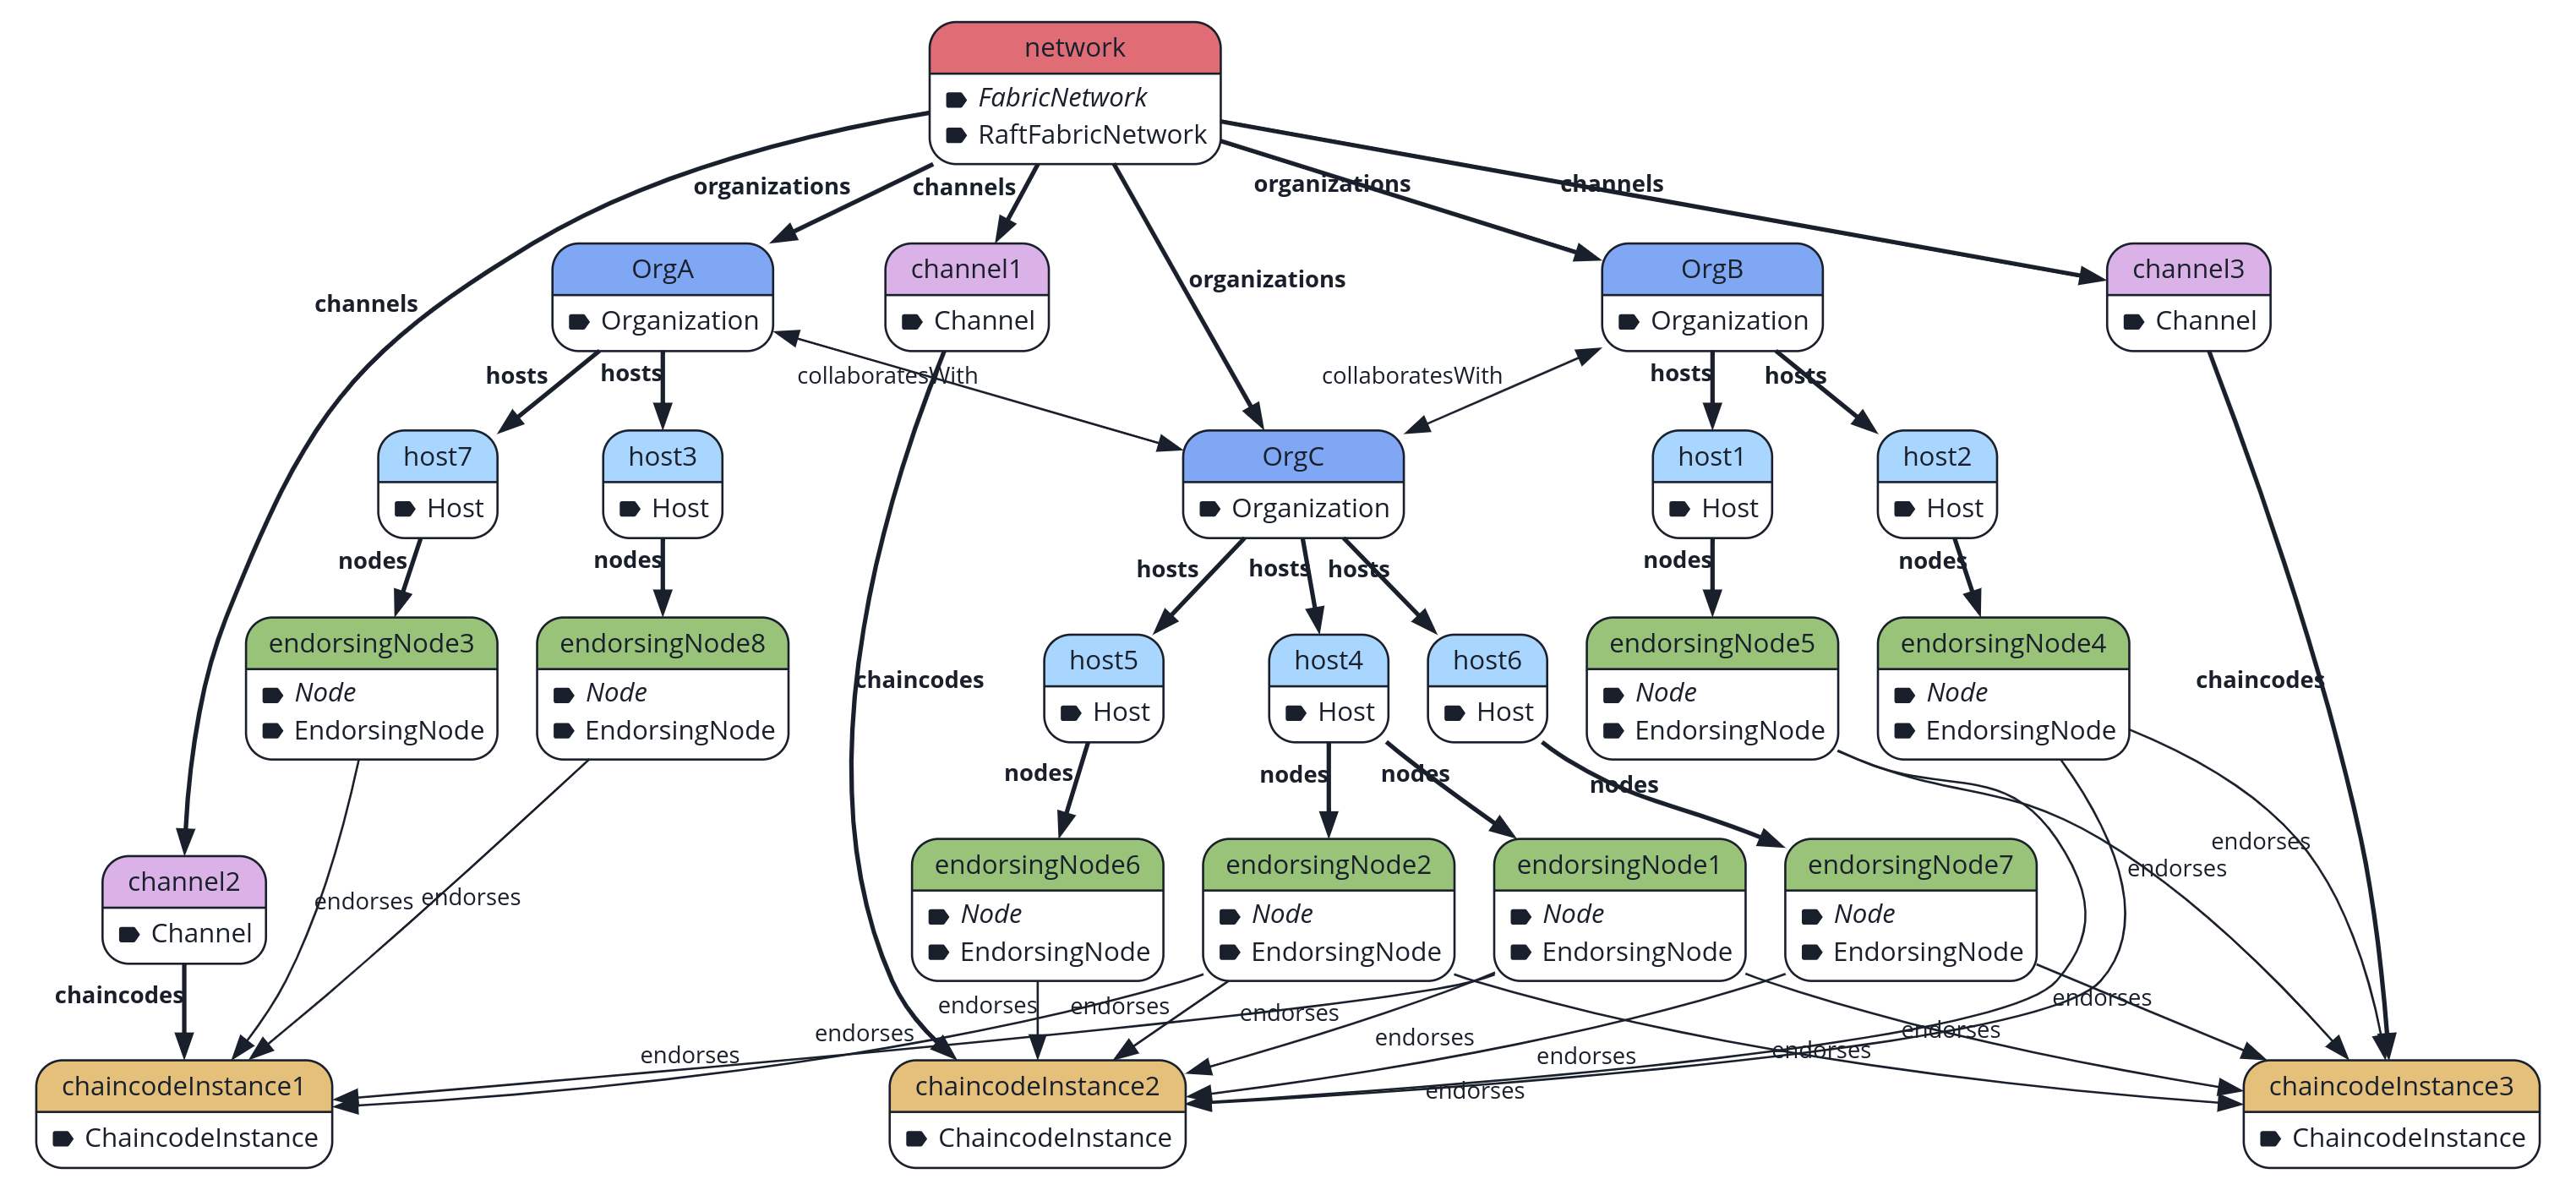 network
FabricNetwork
RaftFabricNetwork
organizations
channels
organizations
channels
organizations
channels
OrgA
Organization
channel1
Channel
OrgB
Organization
channel3
Channel
hosts
hosts
collaboratesWith
collaboratesWith
hosts
hosts
host7
Host
host3
Host
OrgC
Organization
host1
Host
host2
Host
nodes
nodes
hosts
hosts
hosts
nodes
nodes
endorsingNode3
Node
EndorsingNode
endorsingNode8
Node
EndorsingNode
chaincodes
host5
Host
host4
Host
host6
Host
endorsingNode5
Node
EndorsingNode
endorsingNode4
Node
EndorsingNode
chaincodes
nodes
nodes
nodes
nodes
endorses
endorses
channel2
Channel
endorses
endorses
endorsingNode6
Node
EndorsingNode
endorsingNode2
Node
EndorsingNode
endorsingNode1
Node
EndorsingNode
endorsingNode7
Node
EndorsingNode
chaincodes
endorses
endorses
endorses
endorses
endorses
endorses
endorses
endorses
endorses
endorses
endorses
chaincodeInstance1
ChaincodeInstance
chaincodeInstance2
ChaincodeInstance
chaincodeInstance3
ChaincodeInstance